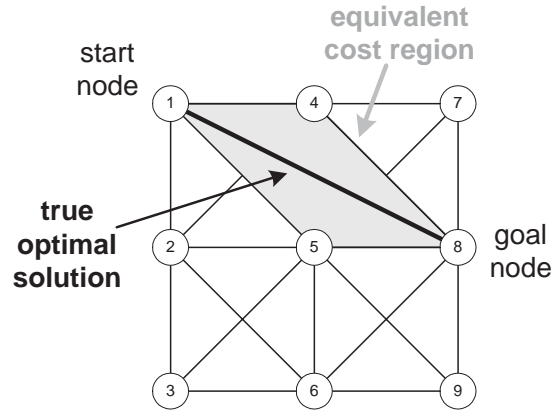 equivalent
cost region
start
node
1
4
7
true
optimal
solution
2
5
8
goal
node
3
6
9